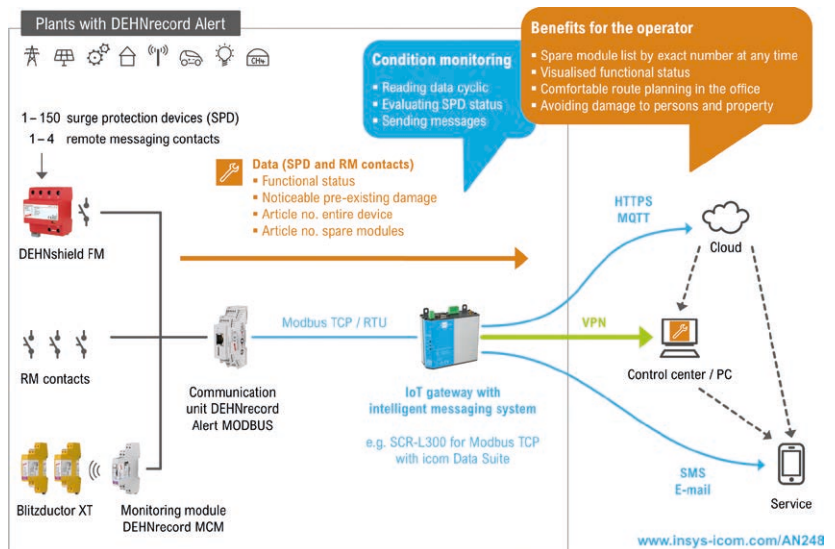 Plants with DEHNrecord Alert
CH4
1 – 150 surge protection devices (SPD)
1 – 4 remote messaging contacts
DEHNshield FM
RM contacts
Blitzductor XT
Monitoring module
DEHNrecord MCM
Data (SPD and RM contacts)
▪ Functional status
▪ Noticeable pre-existing damage
▪ Article no. entire device
▪ Article no. spare modules
Communication
unit DEHNrecord
Alert MODBUS
Modbus TCP / RTU
Condition monitoring
▪ Reading data cyclic
▪ Evaluating SPD status
▪ Sending messages
IoT gateway with
intelligent messaging system
e.g. SCR-L300 for Modbus TCP
with icom Data Suite
Benefits for the operator
▪ Spare module list by exact number at any time
▪ Visualised functional status
▪ Comfortable route planning in the office
▪ Avoiding damage to persons and property
HTTPS
MQTT
Cloud
VPN
Control center / PC
SMS
E-mail
Service
www.insys-icom.com/AN248